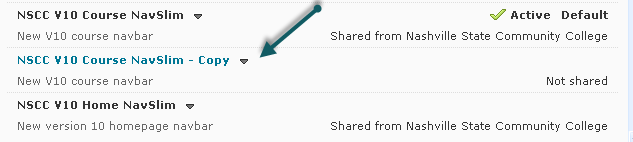 NSCC V10 Course NavSlim Active Default
New V10 course navbar Shared from Nashville State Community College
NSCC V10 Course NavSlim - Copy
New V10 course navbar Not shared
NSCC V10 Home NavSlim
New version 10 homepage navbar Shared from Nashville State Community College